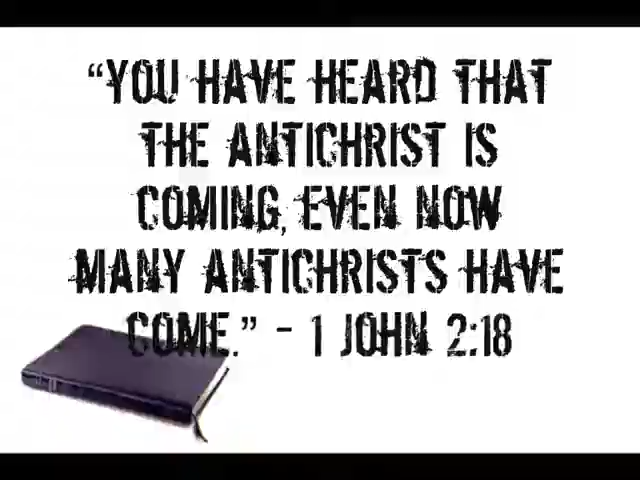 “YOU HAVE HEARD THAT
THE ANTICHRIST IS
COMING, EVEN NOW
MANY ANTICHRISTS HAVE
COME.” - 1 JOHN 2:18